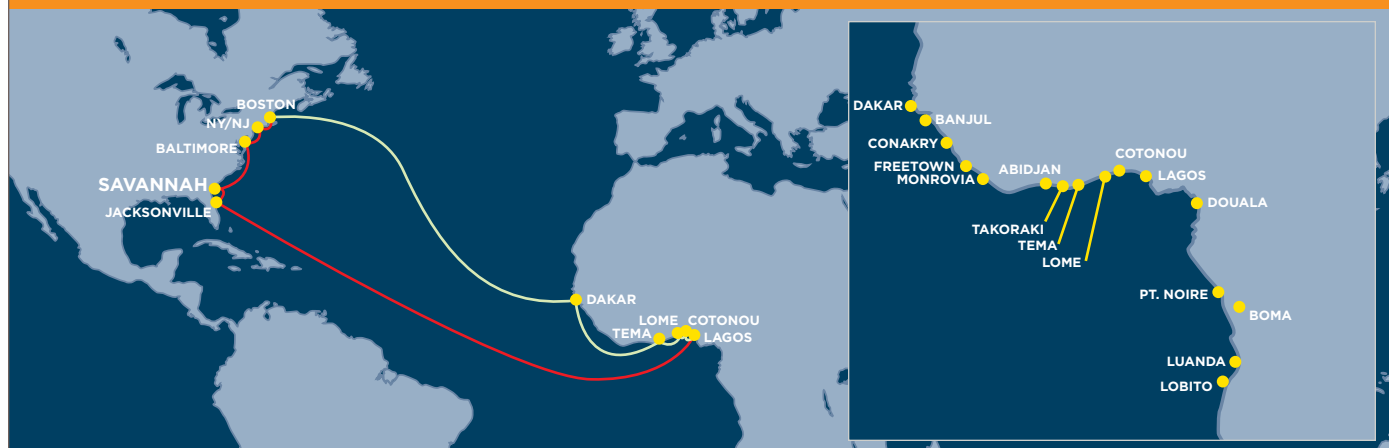 BOSTON
NY/NJ
BALTIMORE
SAVANNAH
JACKSONVILLE
DAKAR
LOME
COTONOU
TEMA
LAGOS
DAKAR
BANJUL
CONAKRY
FREETOWN
MONROVIA
ABIDJAN
COTONOU
LAGOS
DOUALA
TAKORAKI
TEMA
LOME
PT. NOIRE
BOMA
LUANDA
LOBITO